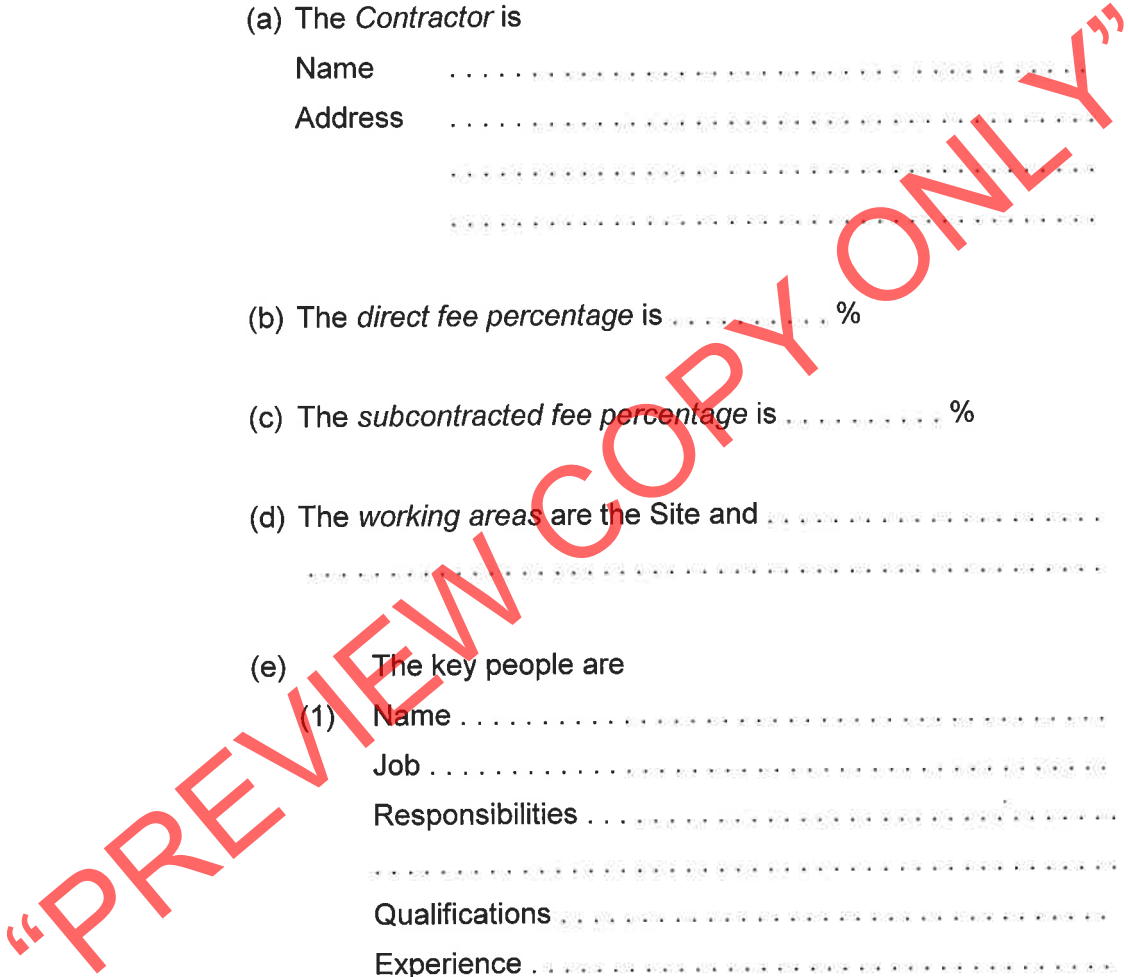 (a) The Contractor is
Name . . . . . . . . . . . . . . . . . . . . . . . . . . . . . . . . . . . . . . . .
Address . . . . . . . . . . . . . . . . . . . . . . . . . . . . . . . . . . . . . . . .
. . . . . . . . . . . . . . . . . . . . . . . . . . . . . . . . . . . . . . . .
. . . . . . . . . . . . . . . . . . . . . . . . . . . . . . . . . . . . . . . .
(b) The direct fee percentage is . . . . . . . . . . %
(c) The subcontracted fee percentage is . . . . . . . . . . %
(d) The working areas are the Site and . . . . . . . . . . . . . . . . . . . . .
. . . . . . . . . . . . . . . . . . . . . . . . . . . . . . . . . . . . . . . .
(e) The key people are
(1) Name . . . . . . . . . . . . . . . . . . . . . . . . . . . . . . . . . . . . . . . .
Job . . . . . . . . . . . . . . . . . . . . . . . . . . . . . . . . . . . . . . . .
Responsibilities . . . . . . . . . . . . . . . . . . . . . . . . . . . . . . . .
. . . . . . . . . . . . . . . . . . . . . . . . . . . . . . . . . . . . . . . .
Qualifications . . . . . . . . . . . . . . . . . . . . . . . . . . . . . . . . . .
Experience . . . . . . . . . . . . . . . . . . . . . . . . . . . . . . . . . . . .
“PREVIEW COPY ONLY”